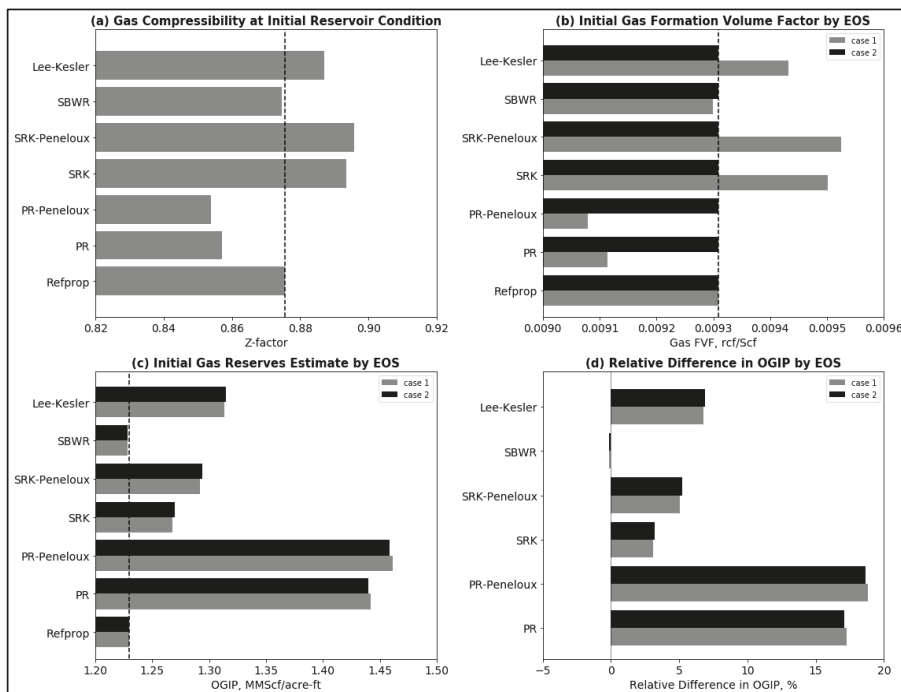 (a) Gas Compressibility at Initial Reservoir Condition
Lee-Kesler
SBWR
SRK-Peneloux
SRK
PR-Peneloux
PR
Refprop
0.82 0.84 0.86 0.88 0.90 0.92
Z-factor
(b) Initial Gas Formation Volume Factor by EOS
case 1
case 2
Lee-Kesler
SBWR
SRK-Peneloux
SRK
PR-Peneloux
PR
Refprop
0.0090 0.0091 0.0092 0.0093 0.0094 0.0095 0.0096
Gas FVF, rcf/Scf
(c) Initial Gas Reserves Estimate by EOS
case 1
case 2
Lee-Kesler
SBWR
SRK-Peneloux
SRK
PR-Peneloux
PR
Refprop
1.20 1.25 1.30 1.35 1.40 1.45 1.50
OGIP, MMScf/acre-ft
(d) Relative Difference in OGIP by EOS
case 1
case 2
Lee-Kesler
SBWR
SRK-Peneloux
SRK
PR-Peneloux
PR
−5 0 5 10 15 20
Relative Difference in OGIP, %